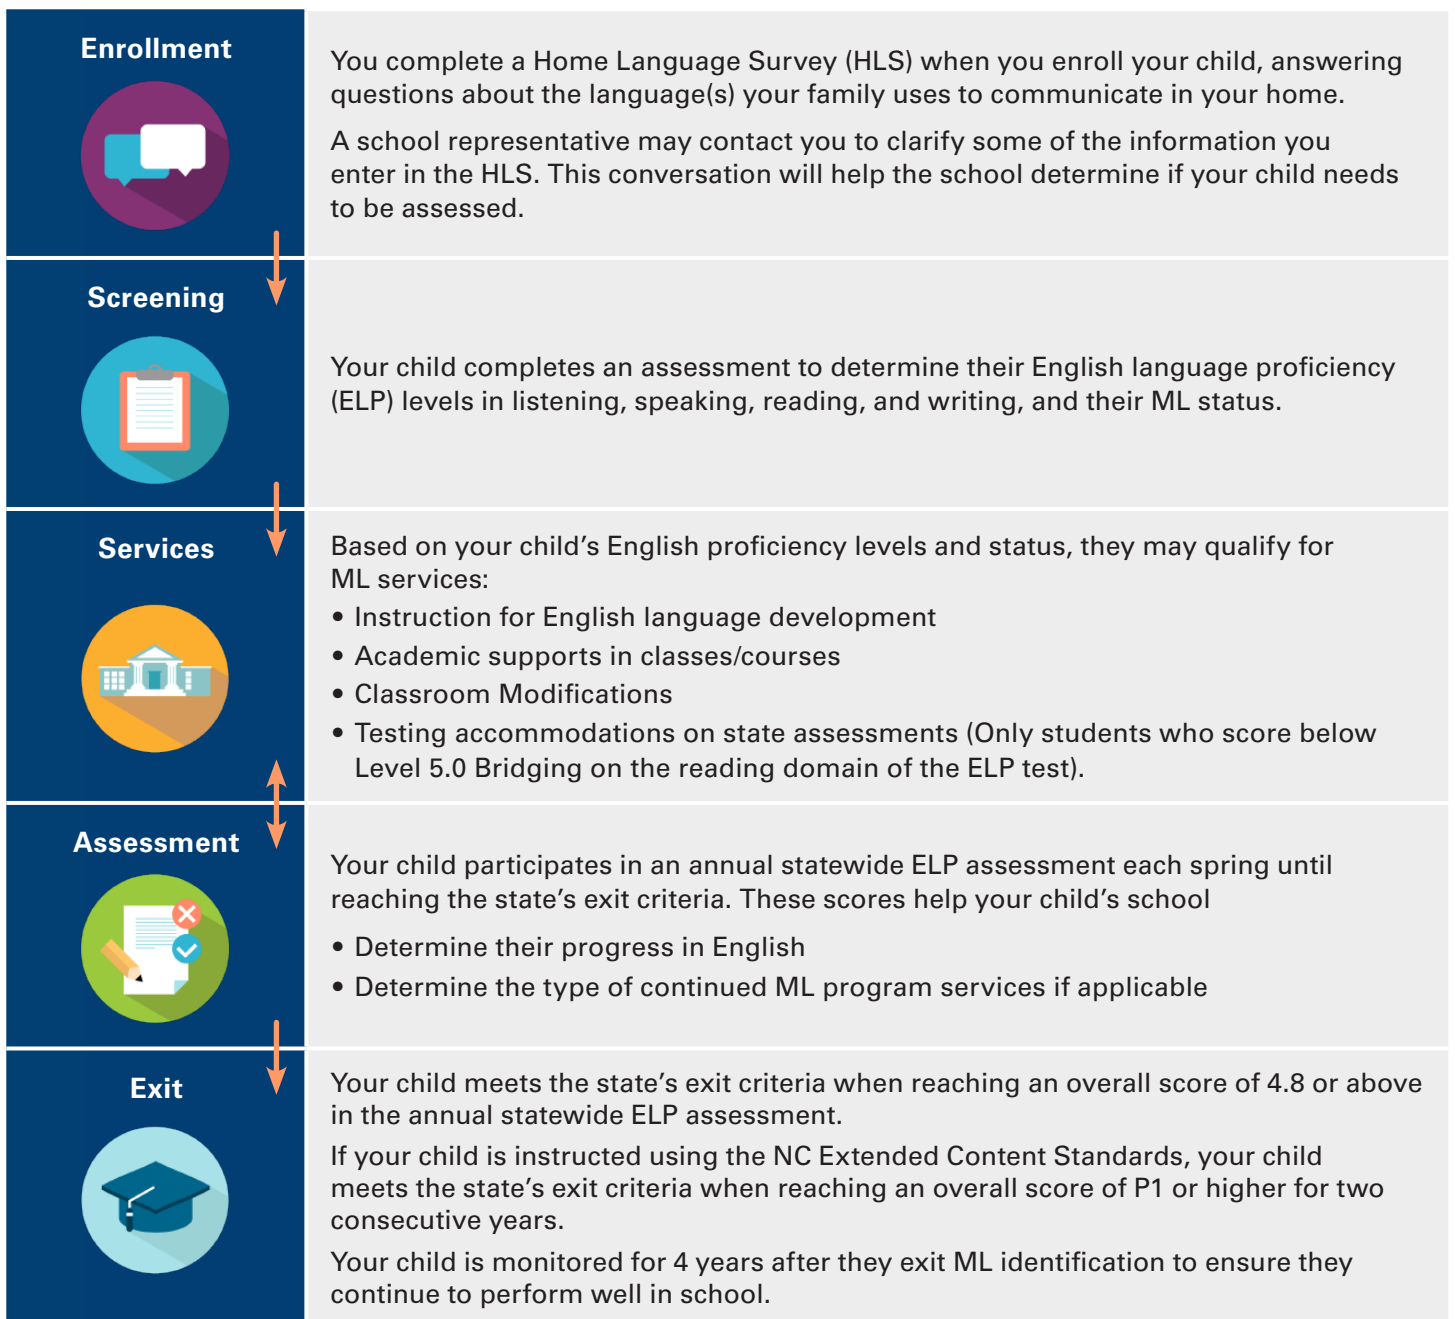 Enrollment
You complete a Home Language Survey (HLS) when you enroll your child, answering
questions about the language(s) your family uses to communicate in your home.
A school representative may contact you to clarify some of the information you
enter in the HLS. This conversation will help the school determine if your child needs
to be assessed.
Screening
Your child completes an assessment to determine their English language proficiency
(ELP) levels in listening, speaking, reading, and writing, and their ML status.
Services
Based on your child’s English proficiency levels and status, they may qualify for
ML services:
• Instruction for English language development
• Academic supports in classes/courses
• Classroom Modifications
• Testing accommodations on state assessments (Only students who score below
Level 5.0 Bridging on the reading domain of the ELP test).
Assessment
Your child participates in an annual statewide ELP assessment each spring until
reaching the state’s exit criteria. These scores help your child’s school
• Determine their progress in English
• Determine the type of continued ML program services if applicable
Exit
Your child meets the state’s exit criteria when reaching an overall score of 4.8 or above
in the annual statewide ELP assessment.
If your child is instructed using the NC Extended Content Standards, your child
meets the state’s exit criteria when reaching an overall score of P1 or higher for two
consecutive years.
Your child is monitored for 4 years after they exit ML identification to ensure they
continue to perform well in school.